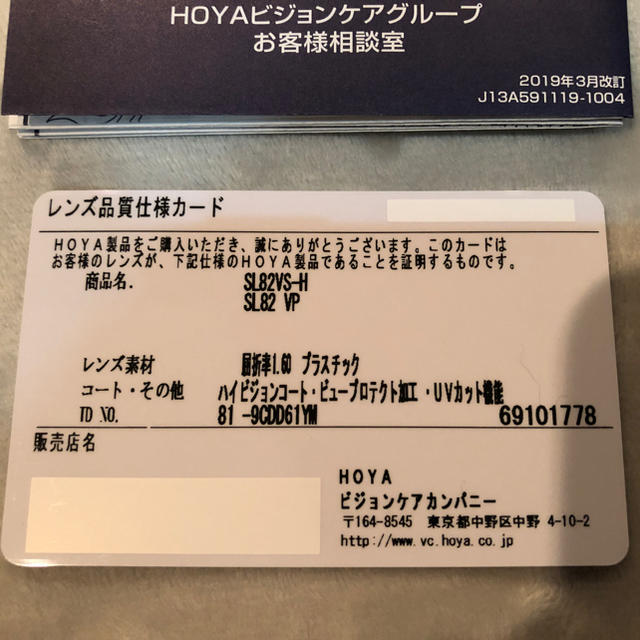 HOYAビジョンケアグループ
お客様相談室
2019年3月改訂
J13A591119-1004
レンズ品質仕様カード
HOYA製品をご購入いただき、誠にありがとうございます。このカードは
お客様のレンズが、下記仕様のHOYA製品であることを証明するものです。
商品名. SL82VS-H
SL82 VP
レンズ素材 屈折率1.60 プラスチック
コート・その他 ハイビジョンコート・ビュープロテクト加工 ・UVカット機能
TD NO. 81 -9CDD61YM 69101778
販売店名
HOYA
ビジョンケアカンパニー
〒164-8545 東京都中野区中野 4-10-2
http://www.vc.hoya.co.jp